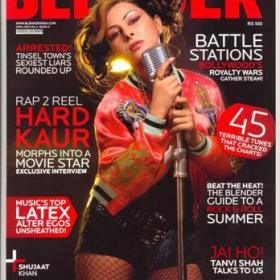 BLENDER
RS 100
ARRESTED!
TINSEL TOWN'S
SEXIEST LIARS
ROUNDED UP
BATTLE
STATIONS
BOLLYWOOD'S
ROYALTY WARS
GATHER STEAM!
RAP 2 REEL
HARD
KAUR
MORPHS INTO A
MOVIE STAR
EXCLUSIVE INTERVIEW
45
TERRIBLE TUNES
THAT CRACKED
THE CHARTS!
MUSIC'S TOP
LATEX
ALTER EGOS
UNSHEATHED!
BEAT THE HEAT!
THE BLENDER
GUIDE TO A
ROCK & ROLL
SUMMER
+ SHUJAAT
KHAN
JAI HO!
TANVI SHAH
TALKS TO US